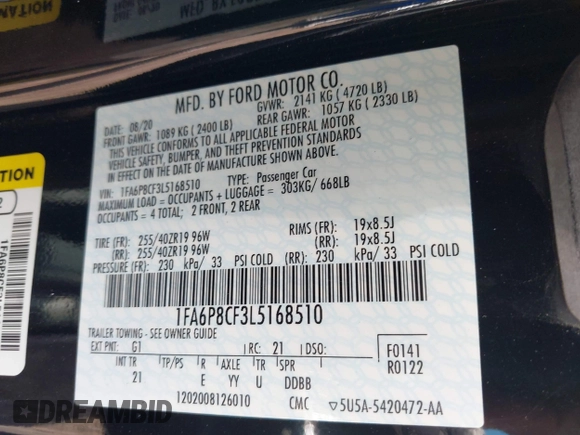 MFD. BY FORD MOTOR CO.
DATE: 08/20 GVWR: 2141 KG ( 4720 LB)
FRONT GAWR: 1089 KG (2400 LB) REAR GAWR: 1057 KG ( 2330 LB)
THIS VEHICLE CONFORMS TO ALL APPLICABLE FEDERAL MOTOR
VEHICLE SAFETY, BUMPER, AND THEFT PREVENTION STANDARDS
IN EFFECT ON THE DATE OF MANUFACTURE SHOWN ABOVE.
VIN: 1FA6P8CF3L5168510 TYPE: Passenger Car
MAXIMUM LOAD = OCCUPANTS + LUGGAGE = 303KG/ 668LB
OCCUPANTS = 4 TOTAL; 2 FRONT, 2 REAR
TIRE (FR): 255/40ZR19 96W RIMS (FR): 19x8.5J
(RR): 255/40ZR19 96W (RR): 19x8.5J
PRESSURE (FR): 230 kPa/ 33 PSI COLD (RR): 230 kPa/ 33 PSI COLD
1FA6P8CF3L5168510
TRAILER TOWING - SEE OWNER GUIDE
EXT PNT: G1 RC: 21 DSO: F0141
R0122
INT TR TP/PS R AXLE TR SPR
21 E YY U DDBB
1202008126010 CMC ▽5U5A-5420472-AA
DIDBID.STAT